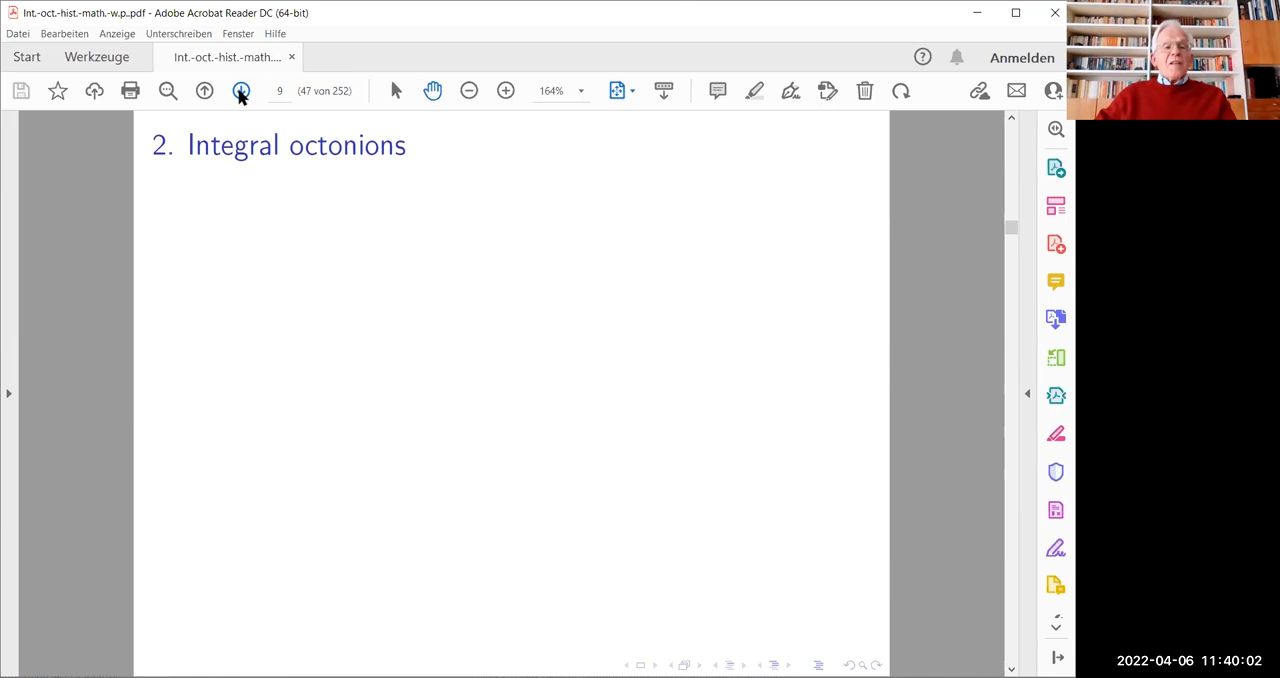 Int.-oct.-hist.-math.-w.p..pdf - Adobe Acrobat Reader DC (64-bit)
Datei Bearbeiten Anzeige Unterschreiben Fenster Hilfe
Start Werkzeuge Int.-oct.-hist.-math.... × Anmelden
9 (47 von 252) 164%
2. Integral octonions
2022-04-06 11:40:02